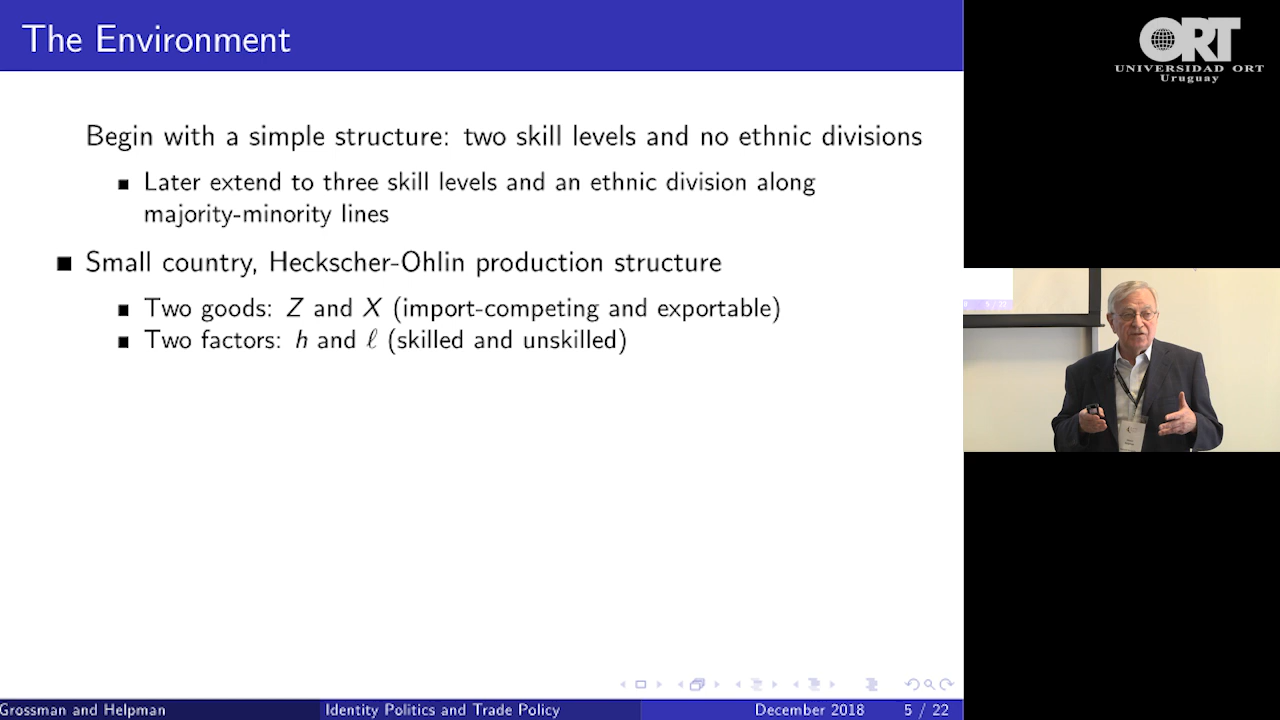 The Environment
Begin with a simple structure: two skill levels and no ethnic divisions
Later extend to three skill levels and an ethnic division along
majority-minority lines
Small country, Heckscher-Ohlin production structure
Two goods: Z and X (import-competing and exportable)
Two factors: h and ℓ (skilled and unskilled)
Grossman and Helpman
Identity Politics and Trade Policy
December 2018
5 / 22
ORT
UNIVERSIDAD ORT
Uruguay